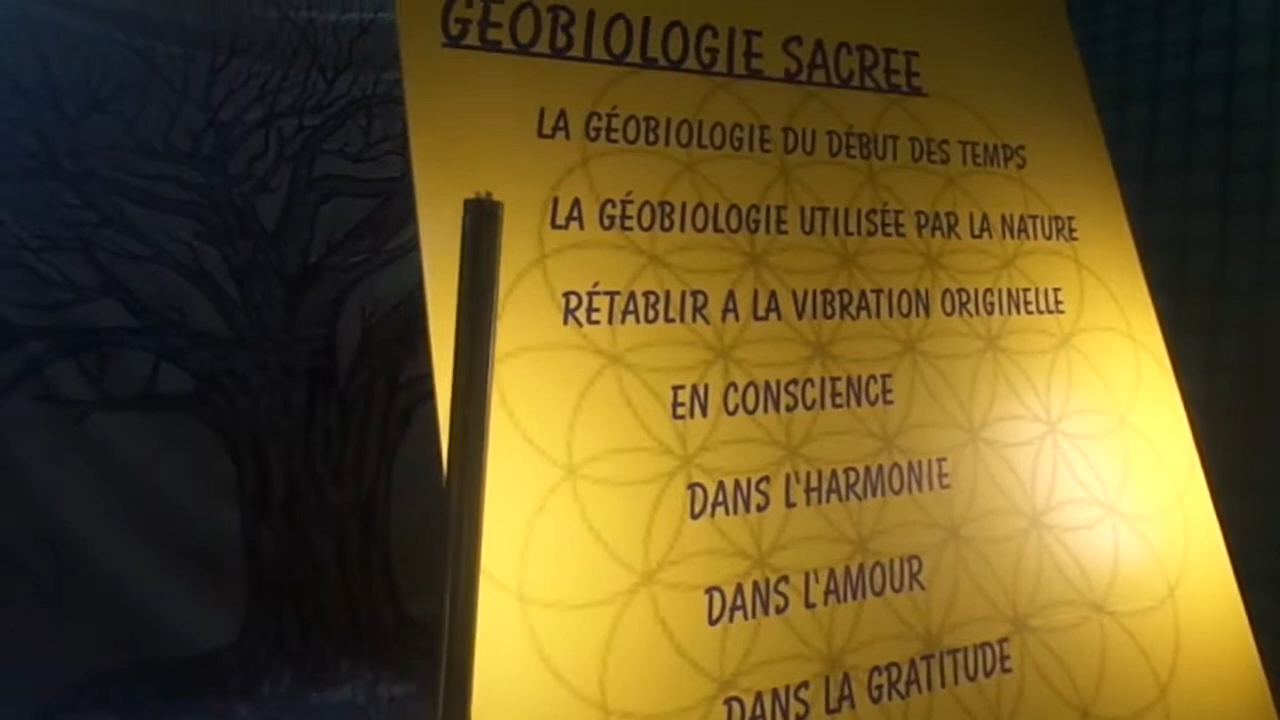 GÉOBIOLOGIE SACREE
LA GÉOBIOLOGIE DU DÉBUT DES TEMPS
LA GÉOBIOLOGIE UTILISÉE PAR LA NATURE
RÉTABLIR A LA VIBRATION ORIGINELLE
EN CONSCIENCE
DANS L'HARMONIE
DANS L'AMOUR
DANS LA GRATITUDE